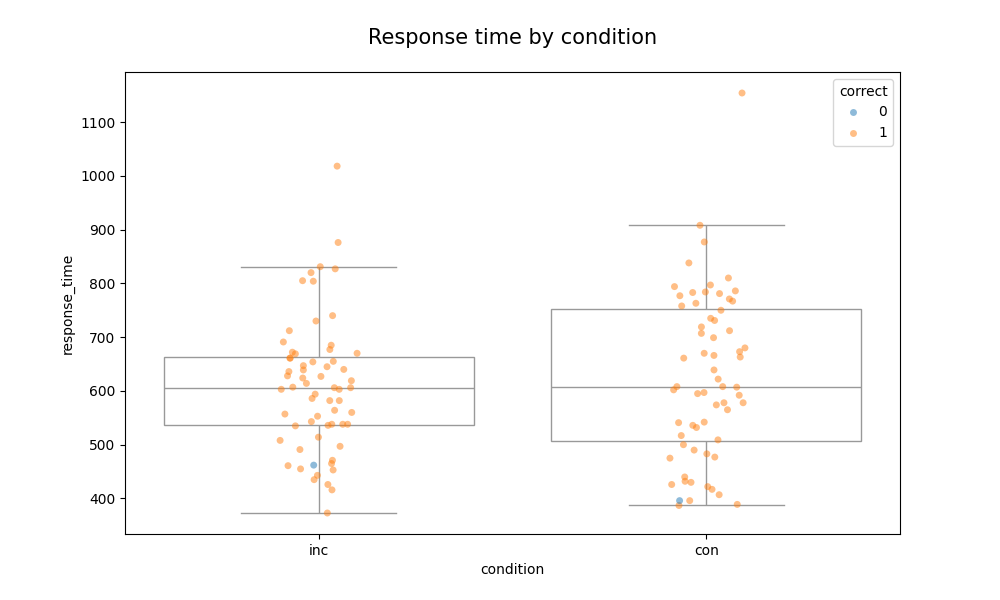 Response time by condition
correct
0
1
1100
1000
900
800
700
600
500
400
response_time
inc
con
condition